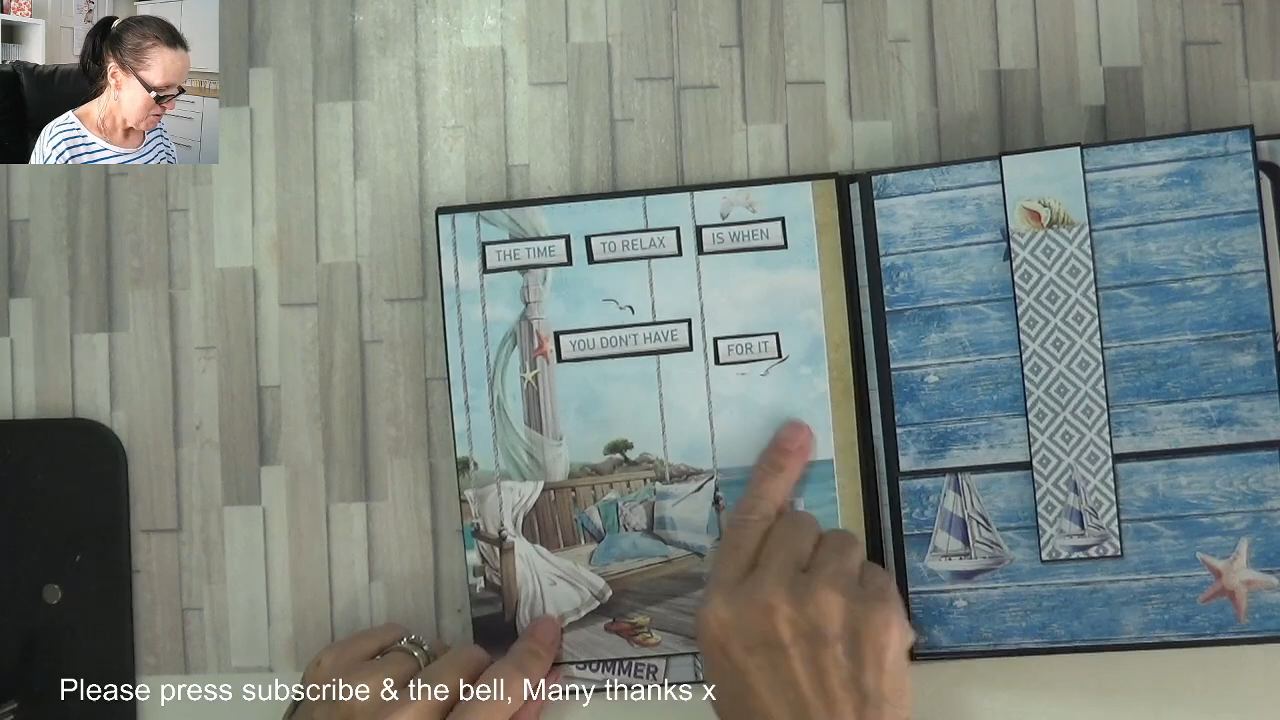 THE TIME TO RELAX IS WHEN
YOU DON'T HAVE FOR IT
SUMMER
Please press subscribe & the bell, Many thanks x